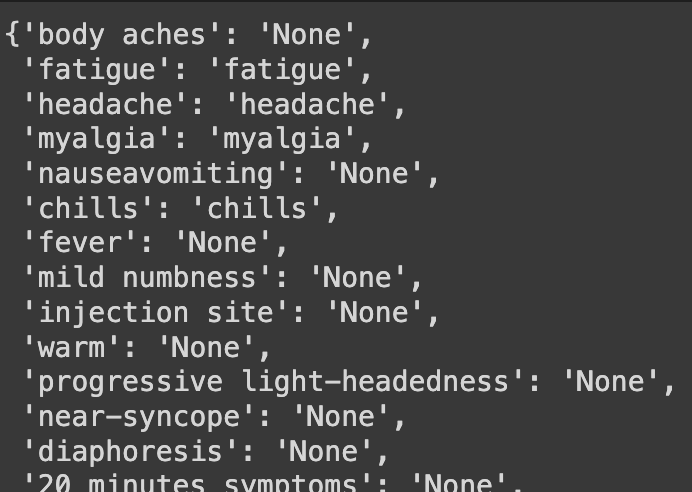 {'body aches': 'None',
'fatigue': 'fatigue',
'headache': 'headache',
'myalgia': 'myalgia',
'nauseavomiting': 'None',
'chills': 'chills',
'fever': 'None',
'mild numbness': 'None',
'injection site': 'None',
'warm': 'None',
'progressive light-headedness': 'None',
'near-syncope': 'None',
'diaphoresis': 'None',
'20 minutes symptoms': 'None',